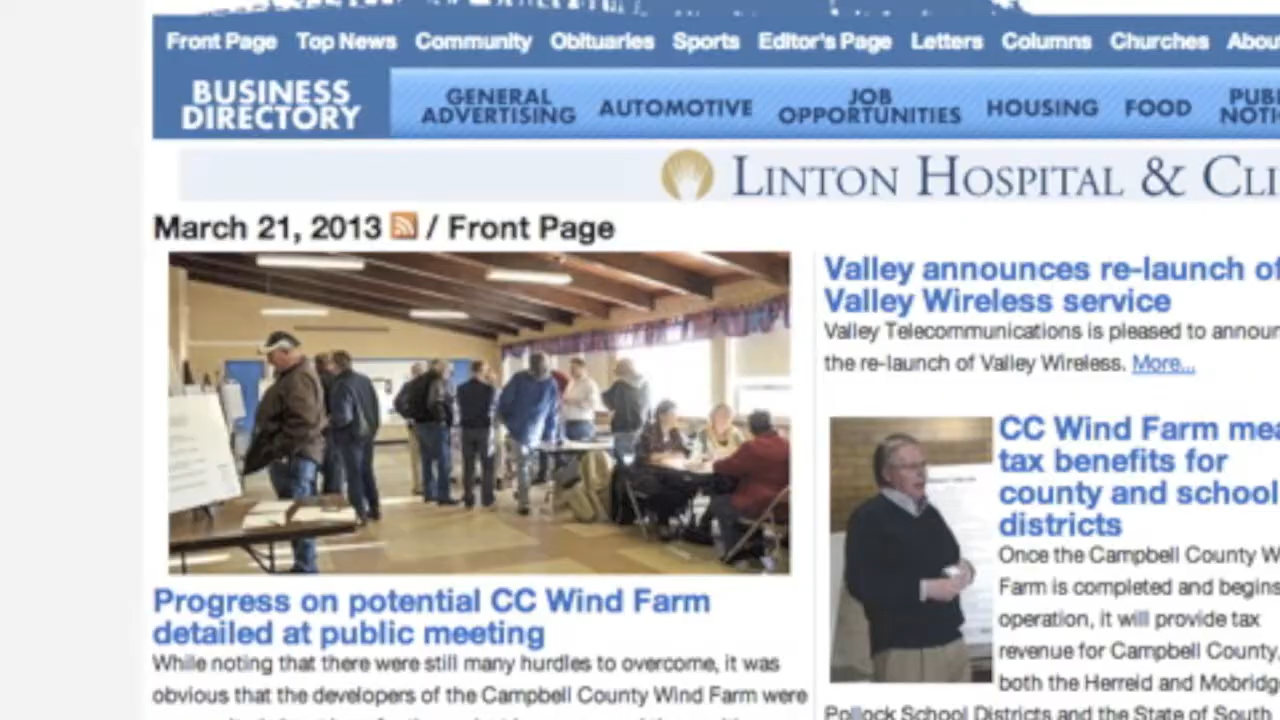 Front Page Top News Community Obituaries Sports Editor's Page Letters Columns Churches
BUSINESS DIRECTORY
GENERAL ADVERTISING
AUTOMOTIVE
JOB OPPORTUNITIES
HOUSING
FOOD
LINTON HOSPITAL &
March 21, 2013 / Front Page
Progress on potential CC Wind Farm
detailed at public meeting
While noting that there were still many hurdles to overcome, it was
obvious that the developers of the Campbell County Wind Farm were
Valley announces re-launch of
Valley Wireless service
Valley Telecommunications is pleased to
the re-launch of Valley Wireless. More...
CC Wind Farm
tax benefits for
county and school
districts
Once the Campbell County
Farm is completed and begins
operation, it will provide tax
revenue for Campbell County,
both the Herreid and
Pollock School Districts and the State of South